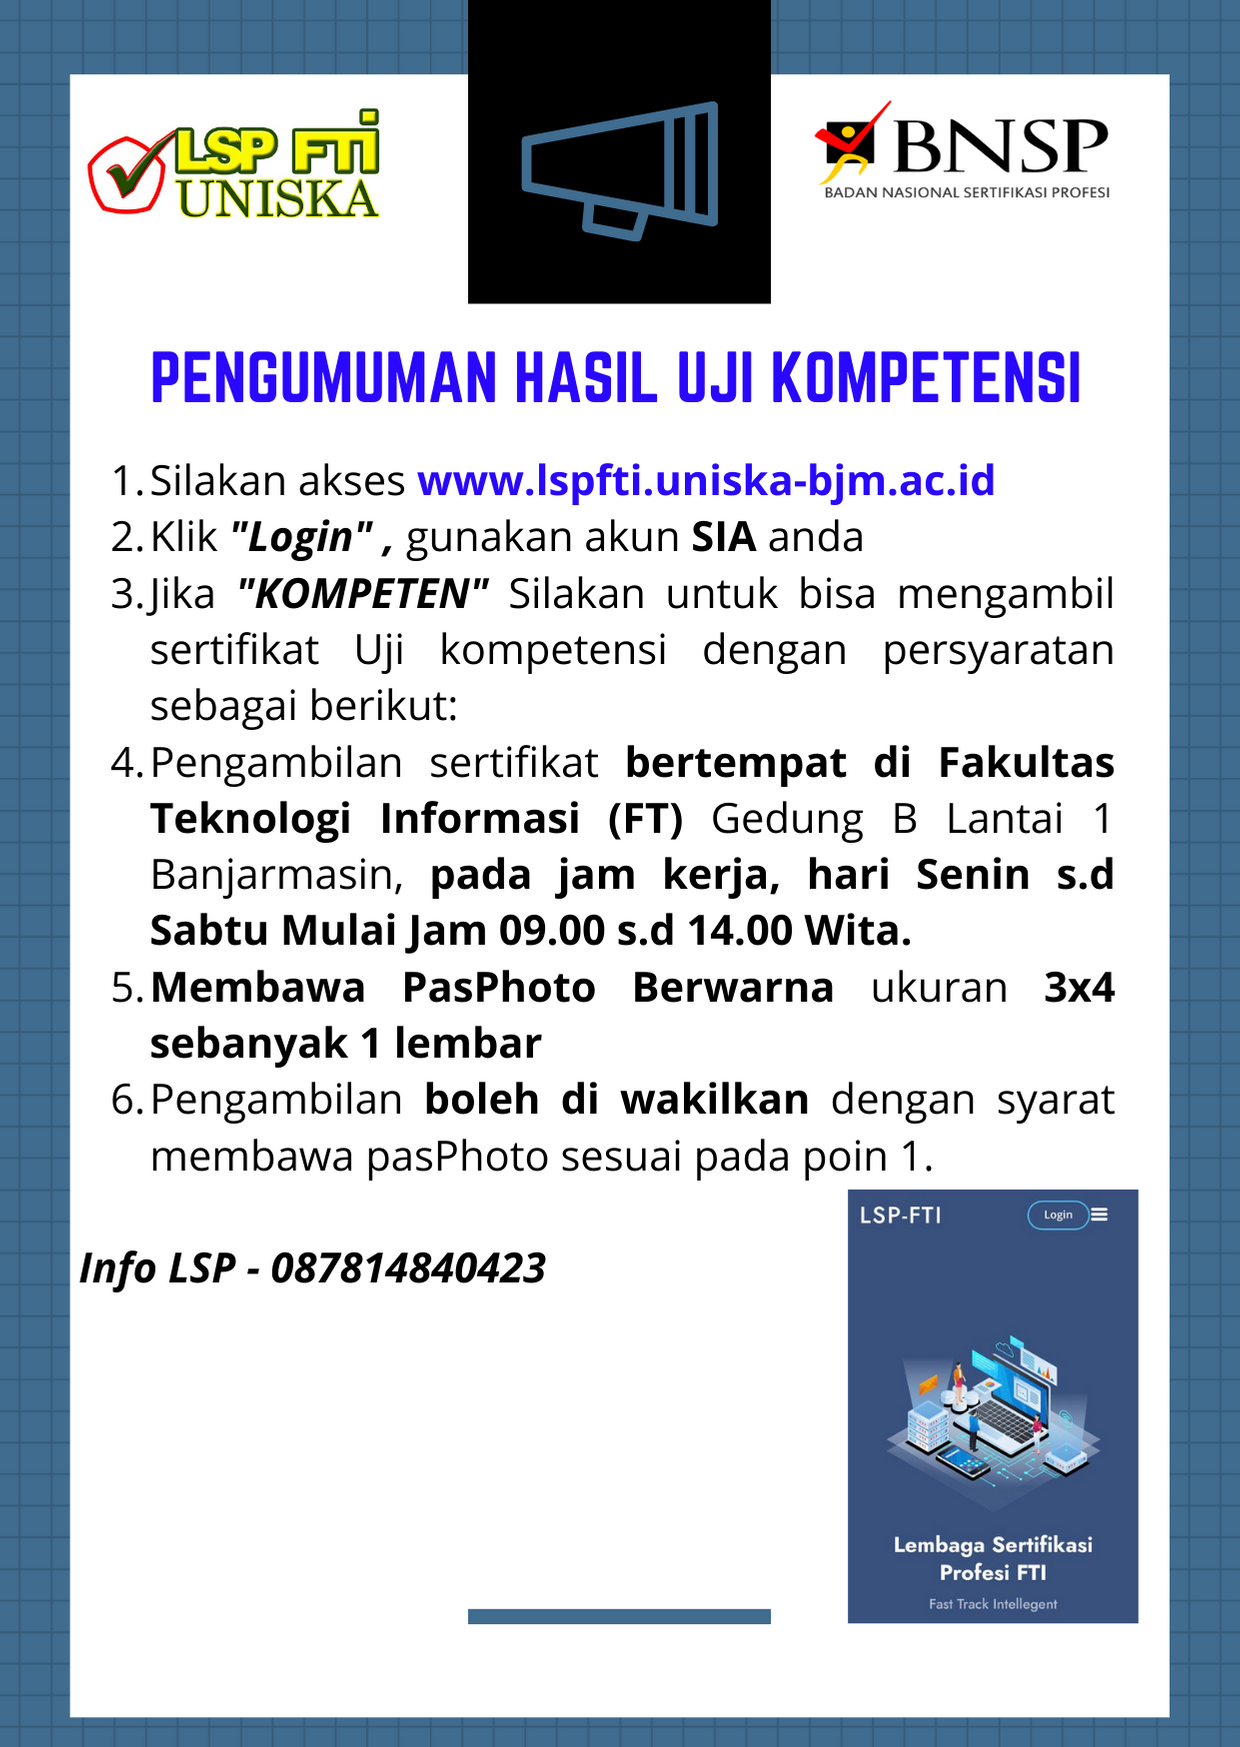 LSP FTi
UNISKA
BNSP
BADAN NASIONAL SERTIFIKASI PROFESI
PENGUMUMAN HASIL UJI KOMPETENSI
1. Silakan akses www.lspfti.uniska-bjm.ac.id
2. Klik "Login" , gunakan akun SIA anda
3. Jika "KOMPETEN" Silakan untuk bisa mengambil
sertifikat Uji kompetensi dengan persyaratan
sebagai berikut:
4. Pengambilan sertifikat bertempat di Fakultas
Teknologi Informasi (FT) Gedung B Lantai 1
Banjarmasin, pada jam kerja, hari Senin s.d
Sabtu Mulai Jam 09.00 s.d 14.00 Wita.
5. Membawa PasPhoto Berwarna ukuran 3x4
sebanyak 1 lembar
6. Pengambilan boleh di wakilkan dengan syarat
membawa pasPhoto sesuai pada poin 1.
Info LSP - 087814840423
LSP-FTI
Login
Lembaga Sertifikasi
Profesi FTI
Fast Track Intellegent